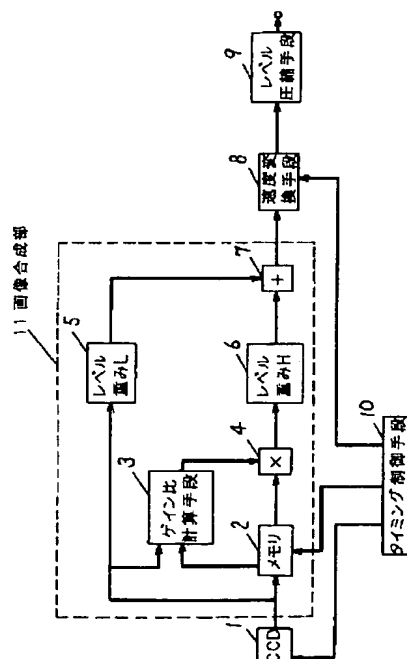 11 画像合成部
5
レベル
重みL
3
ゲイン比
計算手段
1
CCD
2
メモリ
4
×
6
レベル
重みH
7
+
8
速度変
換手段
9
レベル
圧縮手段
10
タイミング制御手段